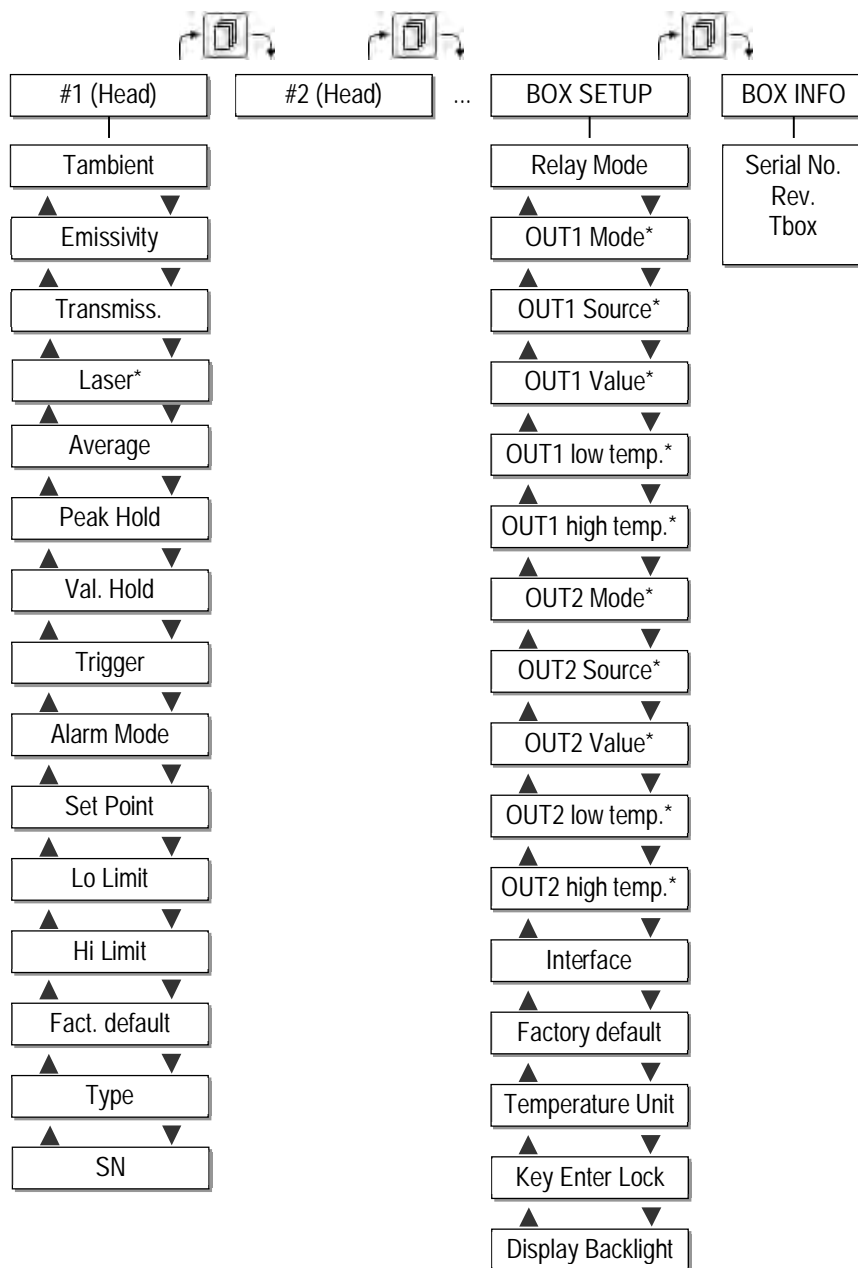 #1 (Head)
#2 (Head)
...
BOX SETUP
BOX INFO
Tambient
Emissivity
Transmiss.
Laser*
Average
Peak Hold
Val. Hold
Trigger
Alarm Mode
Set Point
Lo Limit
Hi Limit
Fact. default
Type
SN
Relay Mode
OUT1 Mode*
OUT1 Source*
OUT1 Value*
OUT1 low temp.*
OUT1 high temp.*
OUT2 Mode*
OUT2 Source*
OUT2 Value*
OUT2 low temp.*
OUT2 high temp.*
Interface
Factory default
Temperature Unit
Key Enter Lock
Display Backlight
Serial No.
Rev.
Tbox